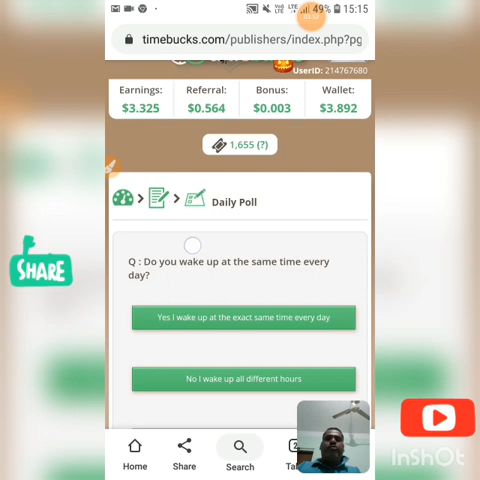 49% 15:15
timebucks.com/publishers/index.php?pg
UserID: 214767680
Earnings: Referral: Bonus: Wallet:
$3.325 $0.564 $0.003 $3.892
1,655 (?)
Daily Poll
Q : Do you wake up at the same time every
day?
SHARE
Yes I wake up at the exact same time every day
No I wake up all different hours
Home Share Search
InShOt